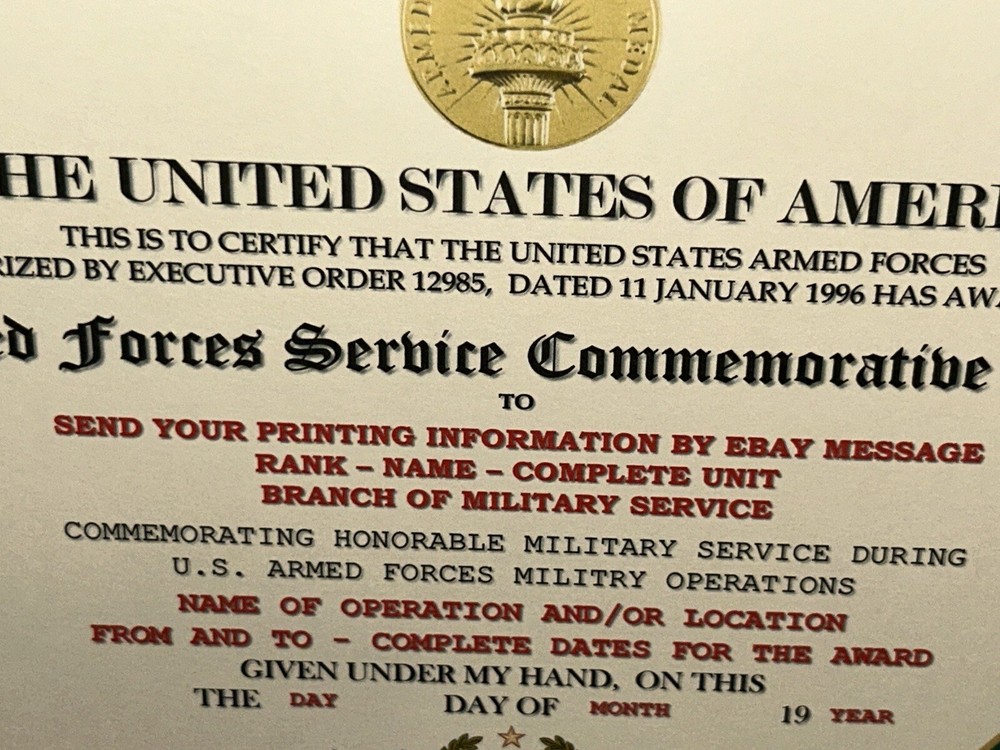 ARMED MEDAL
HE UNITED STATES OF AMERI
THIS IS TO CERTIFY THAT THE UNITED STATES ARMED FORCES
RIZED BY EXECUTIVE ORDER 12985, DATED 11 JANUARY 1996 HAS AWA
ed Forces Service Commemorative
TO
SEND YOUR PRINTING INFORMATION BY EBAY MESSAGE
RANK – NAME – COMPLETE UNIT
BRANCH OF MILITARY SERVICE
COMMEMORATING HONORABLE MILITARY SERVICE DURING
U.S. ARMED FORCES MILITRY OPERATIONS
NAME OF OPERATION AND/OR LOCATION
FROM AND TO – COMPLETE DATES FOR THE AWARD
GIVEN UNDER MY HAND, ON THIS
THE DAY DAY OF MONTH 19 YEAR